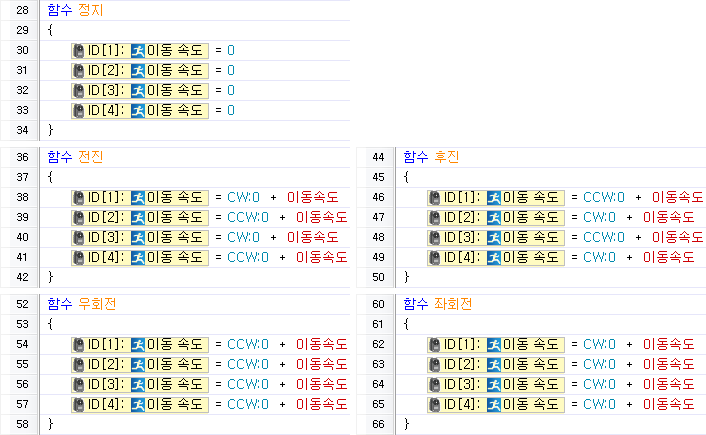 28 함수 정지
29 {
30 ID[1]: 이동 속도 = 0
31 ID[2]: 이동 속도 = 0
32 ID[3]: 이동 속도 = 0
33 ID[4]: 이동 속도 = 0
34 }
36 함수 전진
37 {
38 ID[1]: 이동 속도 = CW:0 + 이동속도
39 ID[2]: 이동 속도 = CCW:0 + 이동속도
40 ID[3]: 이동 속도 = CW:0 + 이동속도
41 ID[4]: 이동 속도 = CCW:0 + 이동속도
42 }
44 함수 후진
45 {
46 ID[1]: 이동 속도 = CCW:0 + 이동속도
47 ID[2]: 이동 속도 = CW:0 + 이동속도
48 ID[3]: 이동 속도 = CCW:0 + 이동속도
49 ID[4]: 이동 속도 = CW:0 + 이동속도
50 }
52 함수 우회전
53 {
54 ID[1]: 이동 속도 = CCW:0 + 이동속도
55 ID[2]: 이동 속도 = CCW:0 + 이동속도
56 ID[3]: 이동 속도 = CCW:0 + 이동속도
57 ID[4]: 이동 속도 = CCW:0 + 이동속도
58 }
60 함수 좌회전
61 {
62 ID[1]: 이동 속도 = CW:0 + 이동속도
63 ID[2]: 이동 속도 = CW:0 + 이동속도
64 ID[3]: 이동 속도 = CW:0 + 이동속도
65 ID[4]: 이동 속도 = CW:0 + 이동속도
66 }